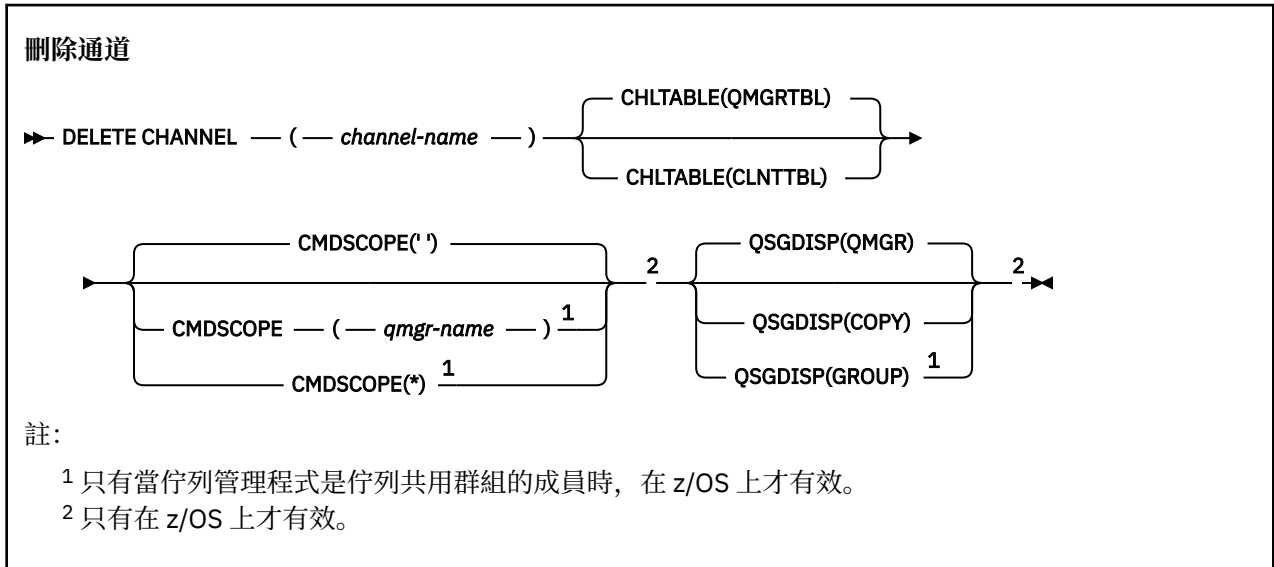 刪除通道
CHLTABLE(QMGRTBL)
DELETE CHANNEL ( channel-name )
CHLTABLE(CLNTTBL)
CMDSCOPE(' ')
QSGDISP(QMGR)
2
2
CMDSCOPE ( qmgr-name ) 1
QSGDISP(COPY)
CMDSCOPE(*) 1
QSGDISP(GROUP) 1
註：
1 只有當佇列管理程式是佇列共用群組的成員時，在 z/OS 上才有效。
2 只有在 z/OS 上才有效。